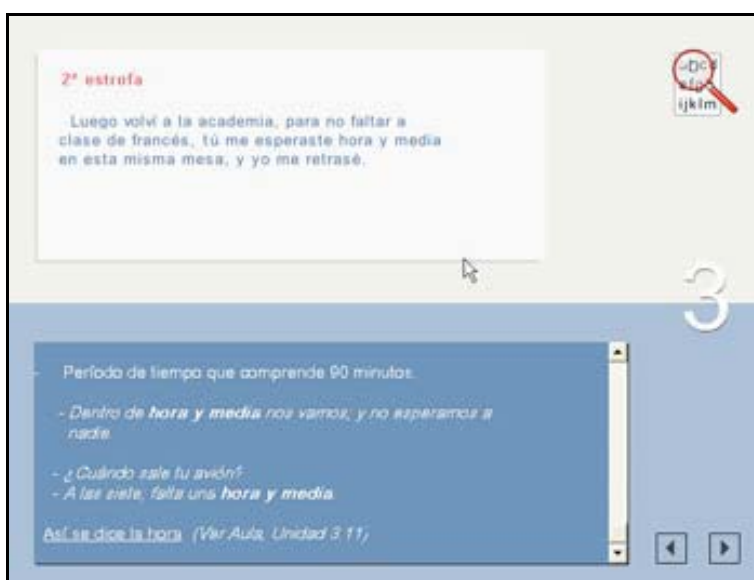 2ª estrofa
Luego volví a la academia, para no faltar a
clase de francés, tú me esperaste hora y media
en esta misma mesa, y yo me retrasé.
ijklm
3
- Período de tiempo que comprende 90 minutos.
- Dentro de hora y media nos vamos, y no esperamos a
nadie.
- ¿Cuándo sale tu avión?
- A las siete, falta una hora y media.
Así se dice la hora (Ver Aula, Unidad 3.11)